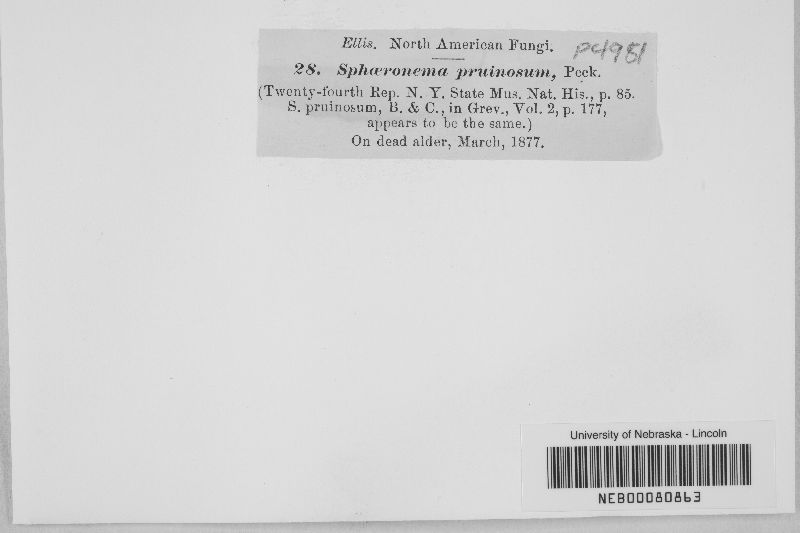 Ellis. North American Fungi. P4981
28. Sphæronema pruinosum, Peck.
(Twenty-fourth Rep. N. Y. State Mus. Nat. His., p. 85.
S. pruinosum, B. & C., in Grev., Vol. 2, p. 177,
appears to be the same.)
On dead alder, March, 1877.
University of Nebraska - Lincoln
NEB00080863